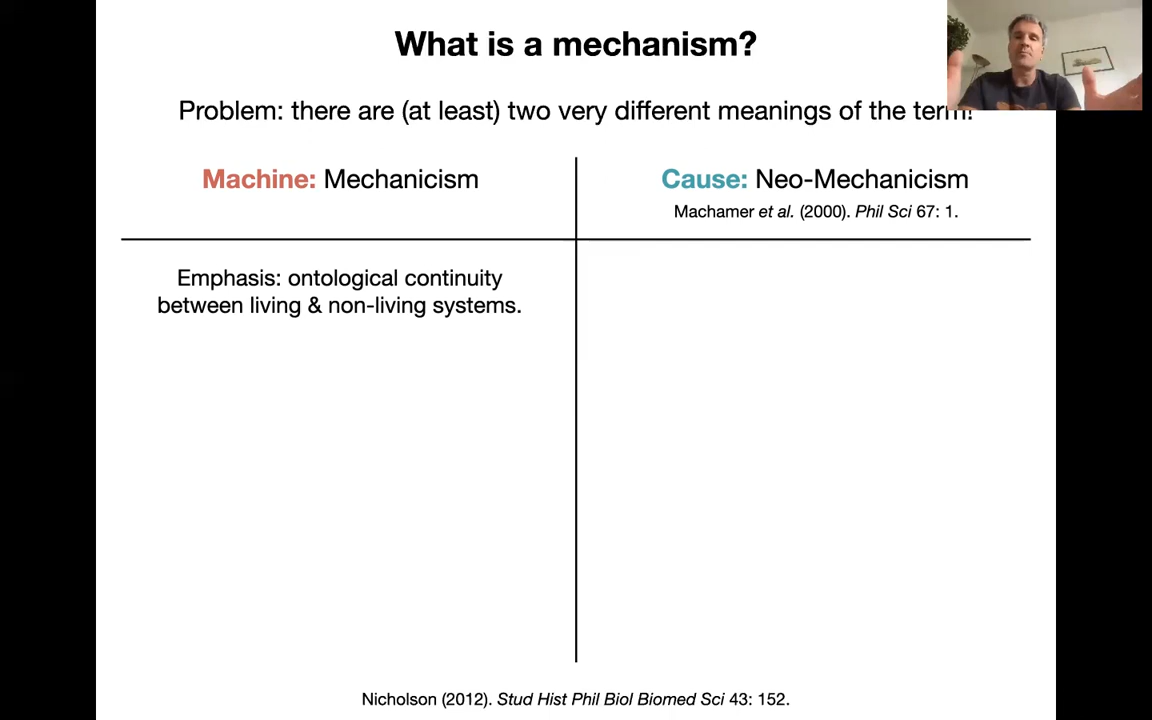 What is a mechanism?
Problem: there are (at least) two very different meanings of the term!
Machine: Mechanicism
Cause: Neo-Mechanicism
Machamer et al. (2000). Phil Sci 67: 1.
Emphasis: ontological continuity
between living & non-living systems.
Nicholson (2012). Stud Hist Phil Biol Biomed Sci 43: 152.